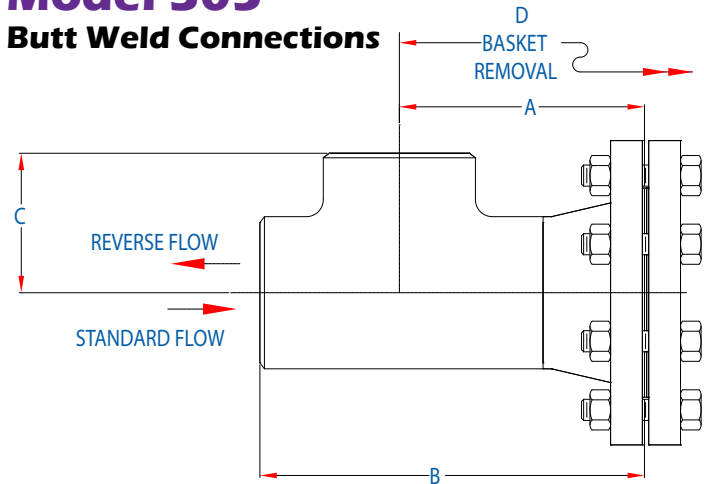 Butt Weld Connections
D
BASKET
REMOVAL
A
C
REVERSE FLOW
STANDARD FLOW
B